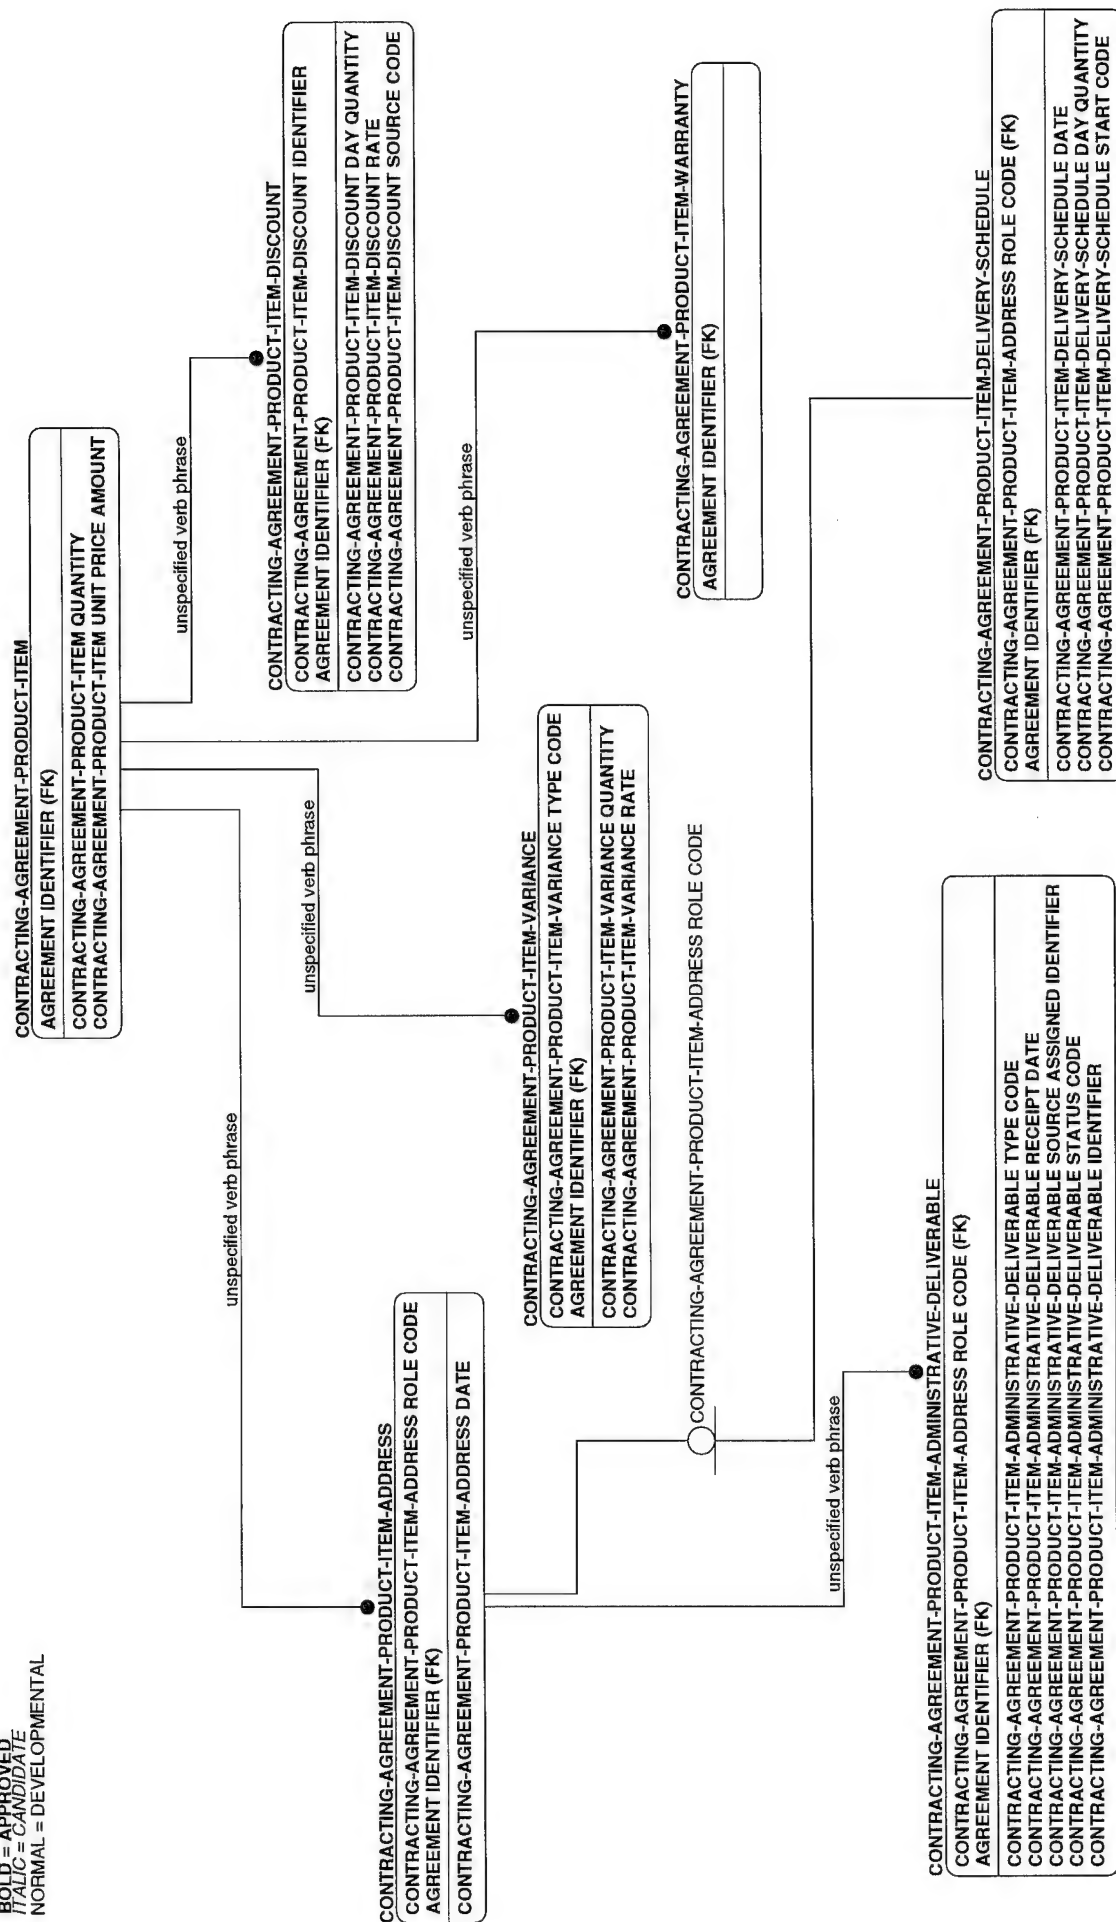 BOLD = APPROVED
ITALIC = CANDIDATE
NORMAL = DEVELOPMENTAL
CONTRACTING-AGREEMENT-PRODUCT-ITEM
AGREEMENT IDENTIFIER (FK)
CONTRACTING-AGREEMENT-PRODUCT-ITEM QUANTITY
CONTRACTING-AGREEMENT-PRODUCT-ITEM UNIT PRICE AMOUNT
unspecified verb phrase
unspecified verb phrase
unspecified verb phrase
unspecified verb phrase
CONTRACTING-AGREEMENT-PRODUCT-ITEM-DISCOUNT
CONTRACTING-AGREEMENT-PRODUCT-ITEM-DISCOUNT IDENTIFIER
AGREEMENT IDENTIFIER (FK)
CONTRACTING-AGREEMENT-PRODUCT-ITEM-DISCOUNT DAY QUANTITY
CONTRACTING-AGREEMENT-PRODUCT-ITEM-DISCOUNT RATE
CONTRACTING-AGREEMENT-PRODUCT-ITEM-DISCOUNT SOURCE CODE
CONTRACTING-AGREEMENT-PRODUCT-ITEM-ADDRESS
CONTRACTING-AGREEMENT-PRODUCT-ITEM-ADDRESS ROLE CODE
AGREEMENT IDENTIFIER (FK)
CONTRACTING-AGREEMENT-PRODUCT-ITEM-ADDRESS DATE
CONTRACTING-AGREEMENT-PRODUCT-ITEM-VARIANCE
CONTRACTING-AGREEMENT-PRODUCT-ITEM-VARIANCE TYPE CODE
AGREEMENT IDENTIFIER (FK)
CONTRACTING-AGREEMENT-PRODUCT-ITEM-VARIANCE QUANTITY
CONTRACTING-AGREEMENT-PRODUCT-ITEM-VARIANCE RATE
CONTRACTING-AGREEMENT-PRODUCT-ITEM-WARRANTY
AGREEMENT IDENTIFIER (FK)
CONTRACTING-AGREEMENT-PRODUCT-ITEM-ADDRESS ROLE CODE
unspecified verb phrase
CONTRACTING-AGREEMENT-PRODUCT-ITEM-ADMINISTRATIVE-DELIVERABLE
CONTRACTING-AGREEMENT-PRODUCT-ITEM-ADDRESS ROLE CODE (FK)
AGREEMENT IDENTIFIER (FK)
CONTRACTING-AGREEMENT-PRODUCT-ITEM-ADMINISTRATIVE-DELIVERABLE TYPE CODE
CONTRACTING-AGREEMENT-PRODUCT-ITEM-ADMINISTRATIVE-DELIVERABLE RECEIPT DATE
CONTRACTING-AGREEMENT-PRODUCT-ITEM-ADMINISTRATIVE-DELIVERABLE SOURCE ASSIGNED IDENTIFIER
CONTRACTING-AGREEMENT-PRODUCT-ITEM-ADMINISTRATIVE-DELIVERABLE STATUS CODE
CONTRACTING-AGREEMENT-PRODUCT-ITEM-ADMINISTRATIVE-DELIVERABLE IDENTIFIER
CONTRACTING-AGREEMENT-PRODUCT-ITEM-DELIVERY-SCHEDULE
CONTRACTING-AGREEMENT-PRODUCT-ITEM-ADDRESS ROLE CODE (FK)
AGREEMENT IDENTIFIER (FK)
CONTRACTING-AGREEMENT-PRODUCT-ITEM-DELIVERY-SCHEDULE DATE
CONTRACTING-AGREEMENT-PRODUCT-ITEM-DELIVERY-SCHEDULE DAY QUANTITY
CONTRACTING-AGREEMENT-PRODUCT-ITEM-DELIVERY-SCHEDULE START CODE